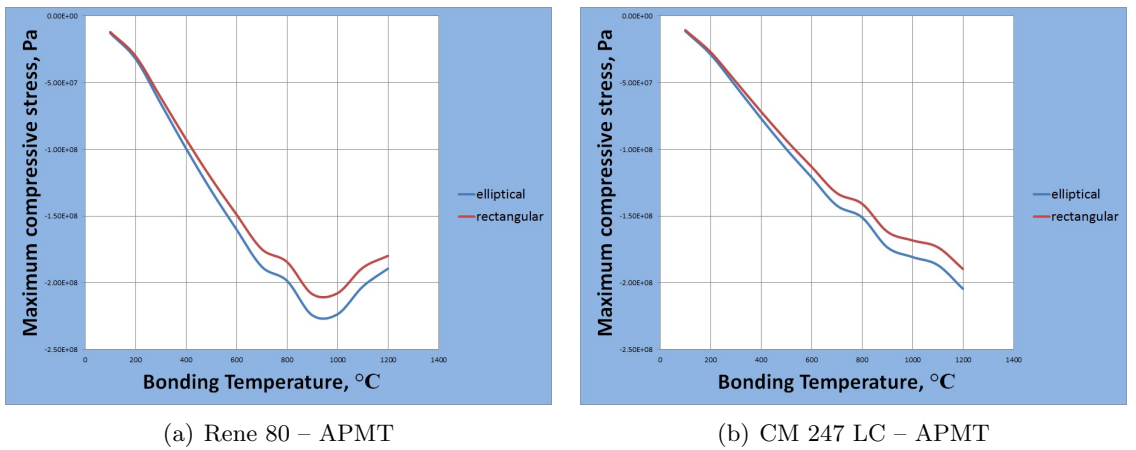 Maximum compressive stress, Pa
0.00E+00
-5.00E+07
-1.00E+08
-1.50E+08
-2.00E+08
-2.50E+08
0 200 400 600 800 1000 1200 1400
Bonding Temperature, °C
elliptical
rectangular
(a) Rene 80 – APMT
Maximum compressive stress, Pa
0.00E+00
-5.00E+07
-1.00E+08
-1.50E+08
-2.00E+08
-2.50E+08
0 200 400 600 800 1000 1200 1400
Bonding Temperature, °C
elliptical
rectangular
(b) CM 247 LC – APMT